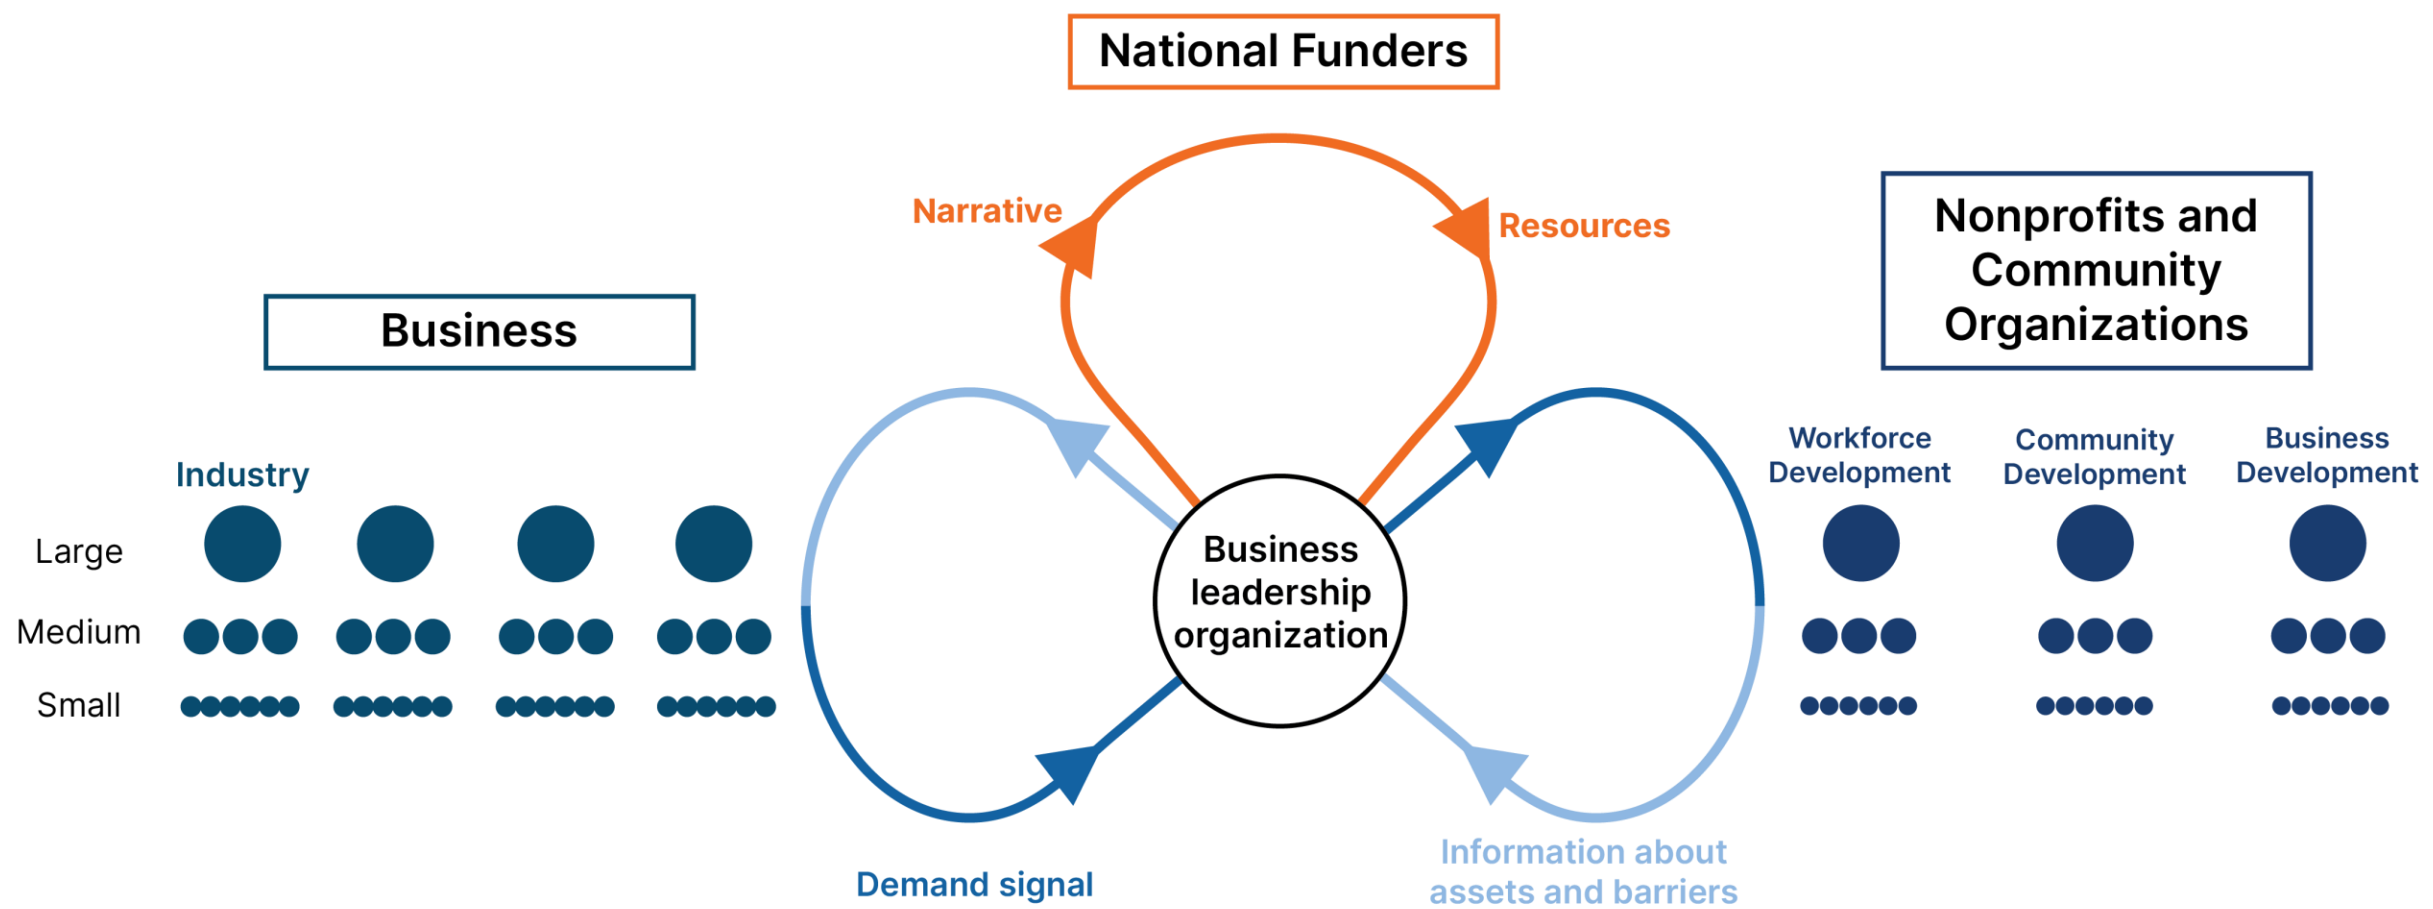 National Funders
Narrative
Resources
Business
Nonprofits and
Community
Organizations
Industry
Large
Medium
Small
Business
leadership
organization
Workforce
Development
Community
Development
Business
Development
Demand signal
Information about
assets and barriers